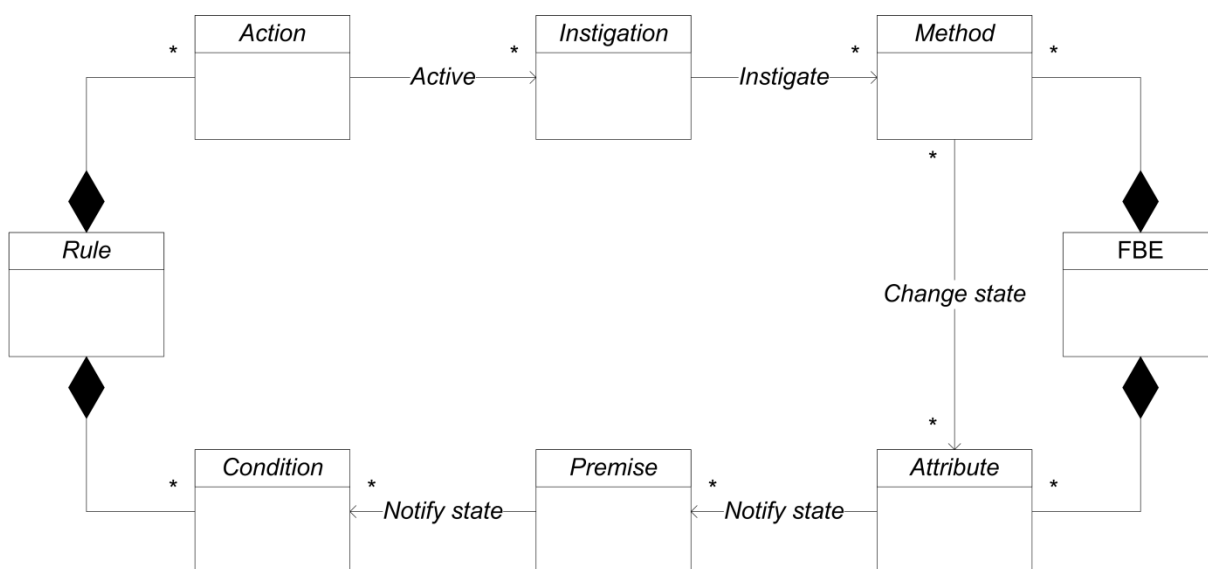 * Action * Instigation * Method *
Active Instigate
*
Rule FBE
Change state
*
* Condition * Premise * Attribute *
Notify state Notify state